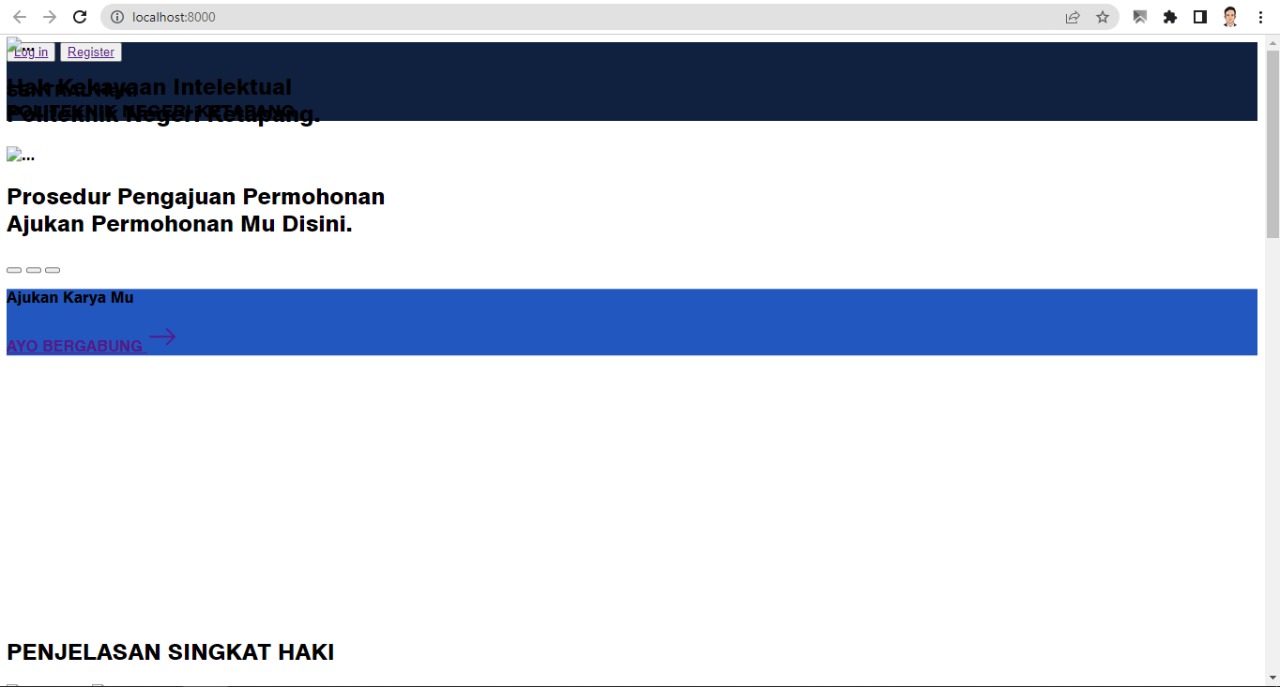 localhost:8000
...
Log in Register
Hak Kekayaan Intelektual
SENTRAL HaKI
POLITEKNIK NEGERI KETAPANG
Politeknik Negeri Ketapang.
...
Prosedur Pengajuan Permohonan
Ajukan Permohonan Mu Disini.
Ajukan Karya Mu
AYO BERGABUNG
PENJELASAN SINGKAT HAKI